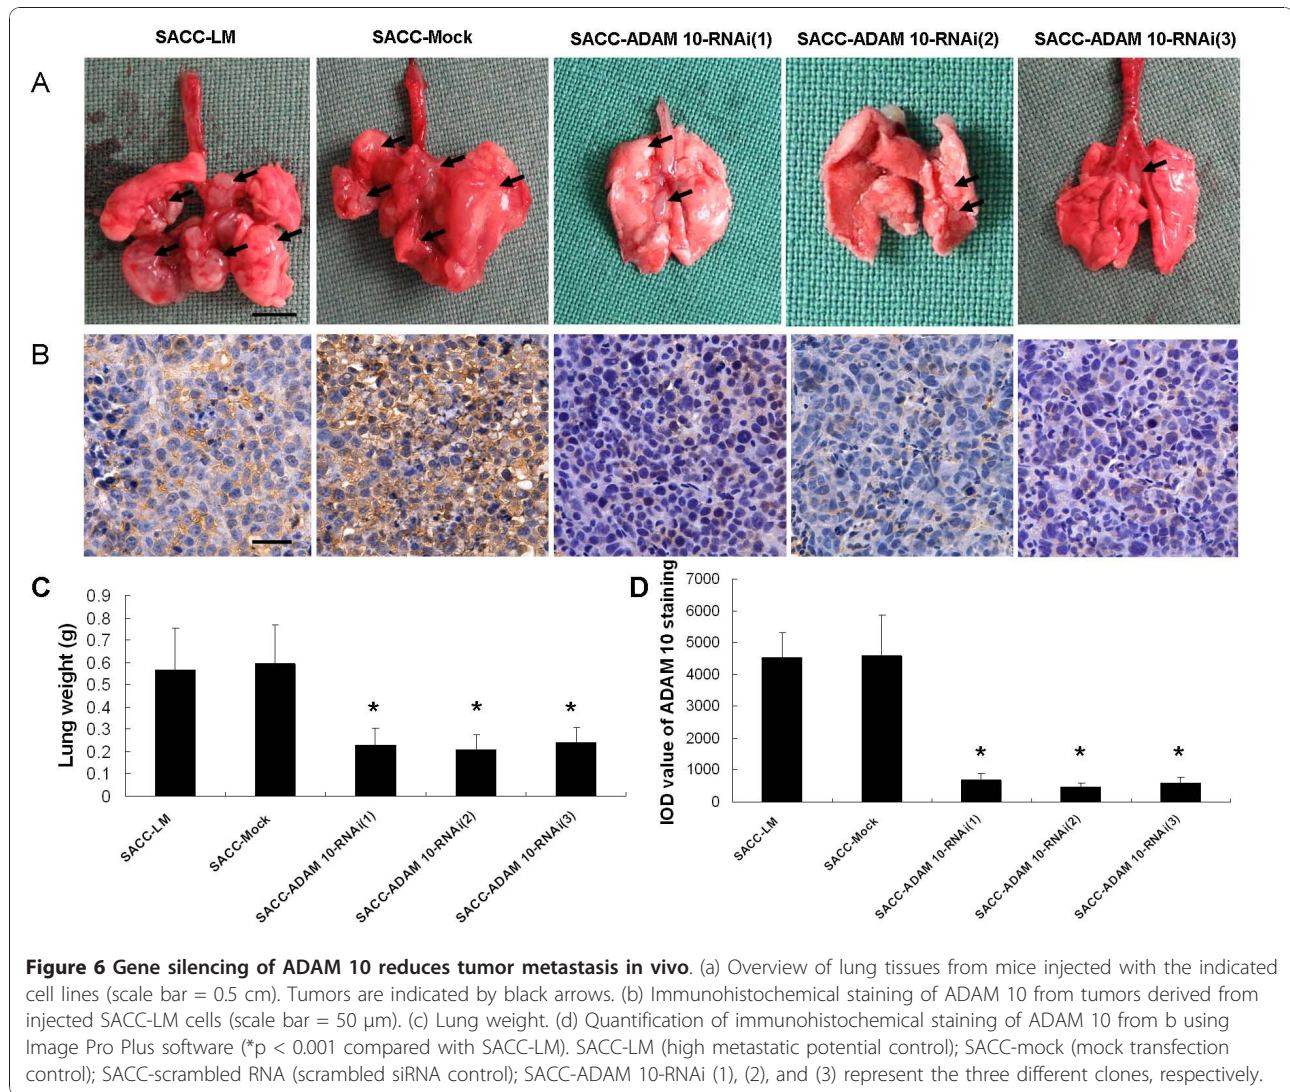 SACC-LM SACC-Mock SACC-ADAM 10-RNAi(1) SACC-ADAM 10-RNAi(2) SACC-ADAM 10-RNAi(3)
A
B
C
Lung weight (g)
0.9
0.8
0.7
0.6
0.5
0.4
0.3
0.2
0.1
0
* * *
SACC-LM
SACC-Mock
SACC-ADAM 10-RNAi(1)
SACC-ADAM 10-RNAi(2)
SACC-ADAM 10-RNAi(3)
D
IOD value of ADAM 10 staining
7000
6000
5000
4000
3000
2000
1000
0
* * *
SACC-LM
SACC-Mock
SACC-ADAM 10-RNAi(1)
SACC-ADAM 10-RNAi(2)
SACC-ADAM 10-RNAi(3)
Figure 6 Gene silencing of ADAM 10 reduces tumor metastasis in vivo. (a) Overview of lung tissues from mice injected with the indicated
cell lines (scale bar = 0.5 cm). Tumors are indicated by black arrows. (b) Immunohistochemical staining of ADAM 10 from tumors derived from
injected SACC-LM cells (scale bar = 50 μm). (c) Lung weight. (d) Quantification of immunohistochemical staining of ADAM 10 from b using
Image Pro Plus software (*p < 0.001 compared with SACC-LM). SACC-LM (high metastatic potential control); SACC-mock (mock transfection
control); SACC-scrambled RNA (scrambled siRNA control); SACC-ADAM 10-RNAi (1), (2), and (3) represent the three different clones, respectively.